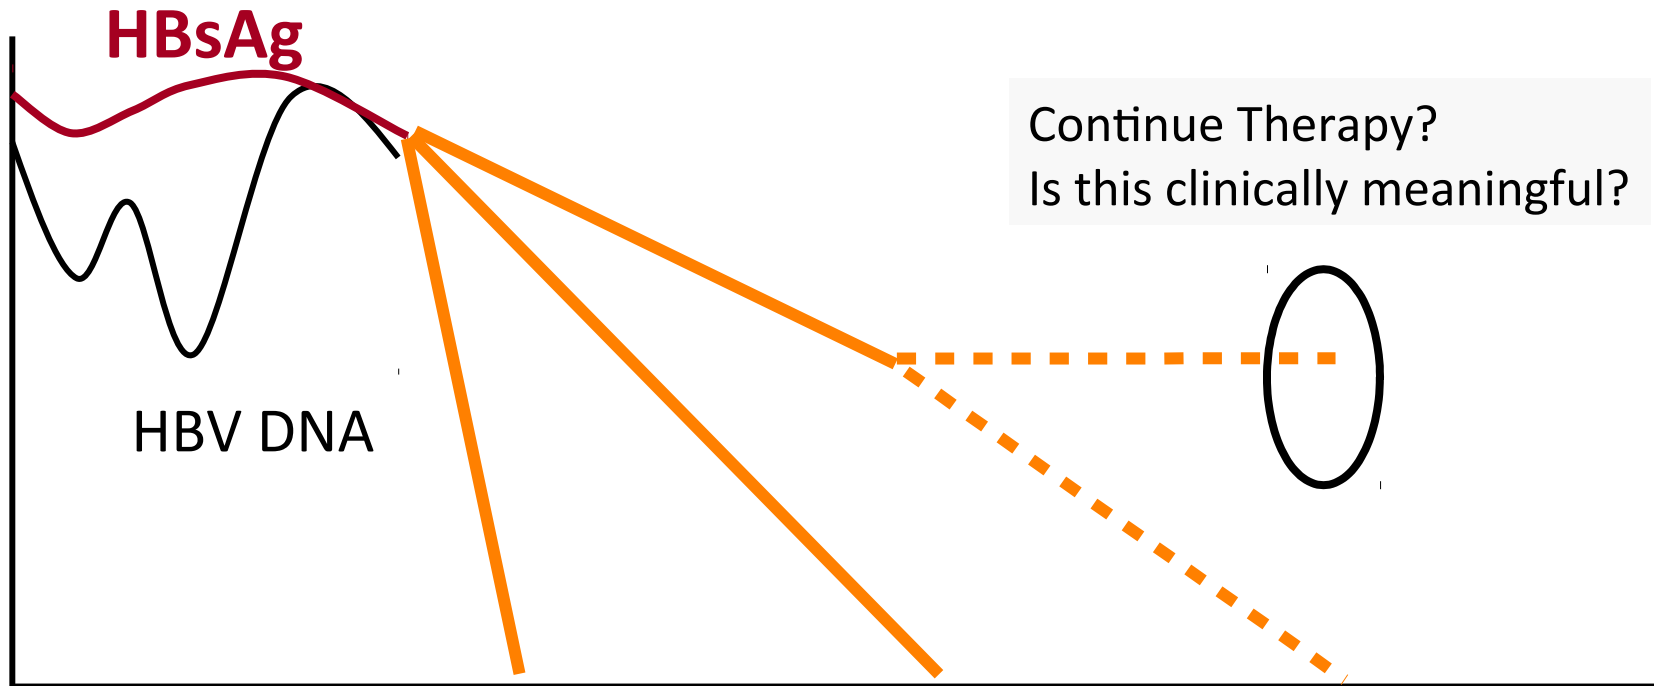 HBsAg
Continue Therapy?
Is this clinically meaningful?
HBV DNA